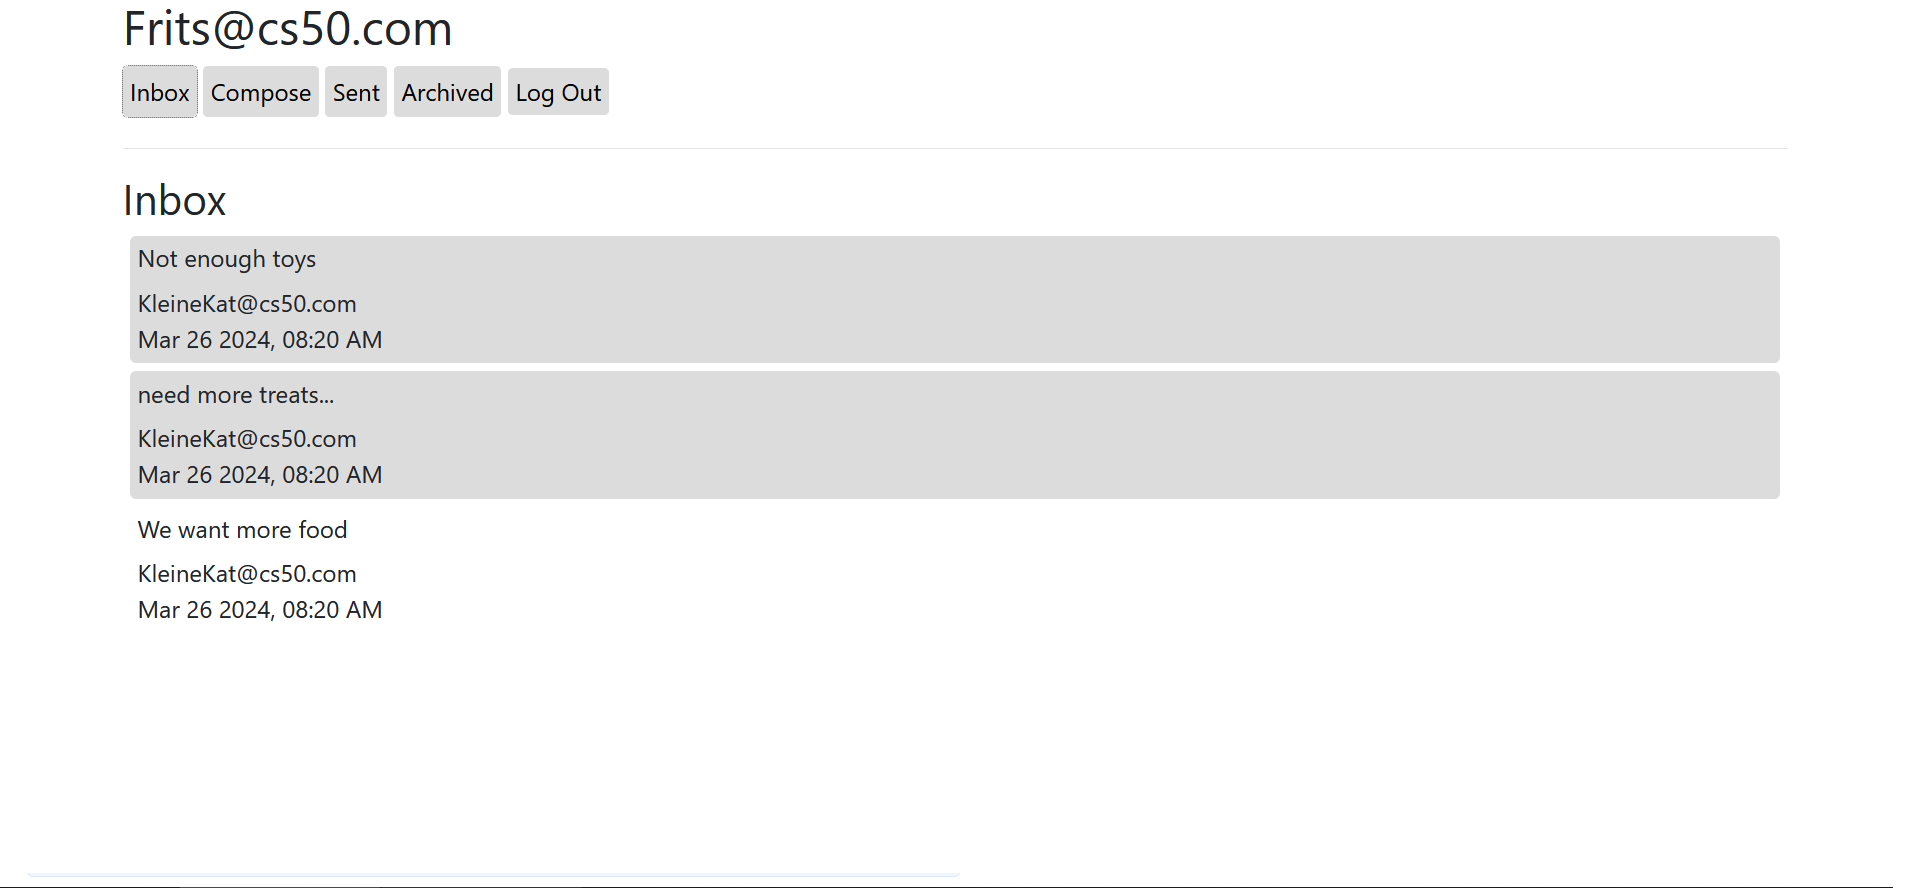 Frits@cs50.com
Inbox Compose Sent Archived Log Out
Inbox
Not enough toys
KleineKat@cs50.com
Mar 26 2024, 08:20 AM
need more treats...
KleineKat@cs50.com
Mar 26 2024, 08:20 AM
We want more food
KleineKat@cs50.com
Mar 26 2024, 08:20 AM